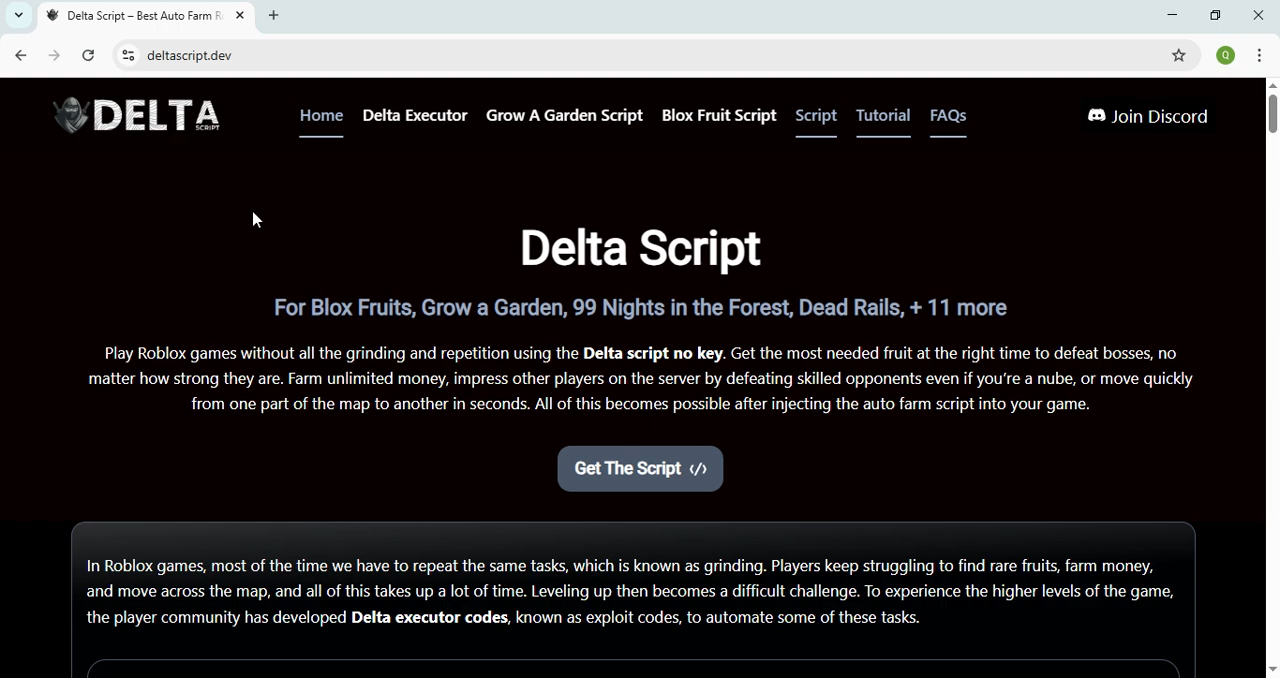 Delta Script – Best Auto Farm R
deltascript.dev
Q
DELTA
SCRIPT
Home Delta Executor Grow A Garden Script Blox Fruit Script Script Tutorial FAQs
Join Discord
Delta Script
For Blox Fruits, Grow a Garden, 99 Nights in the Forest, Dead Rails, + 11 more
Play Roblox games without all the grinding and repetition using the Delta script no key. Get the most needed fruit at the right time to defeat bosses, no
matter how strong they are. Farm unlimited money, impress other players on the server by defeating skilled opponents even if you're a nube, or move quickly
from one part of the map to another in seconds. All of this becomes possible after injecting the auto farm script into your game.
Get The Script </>
In Roblox games, most of the time we have to repeat the same tasks, which is known as grinding. Players keep struggling to find rare fruits, farm money,
and move across the map, and all of this takes up a lot of time. Leveling up then becomes a difficult challenge. To experience the higher levels of the game,
the player community has developed Delta executor codes, known as exploit codes, to automate some of these tasks.